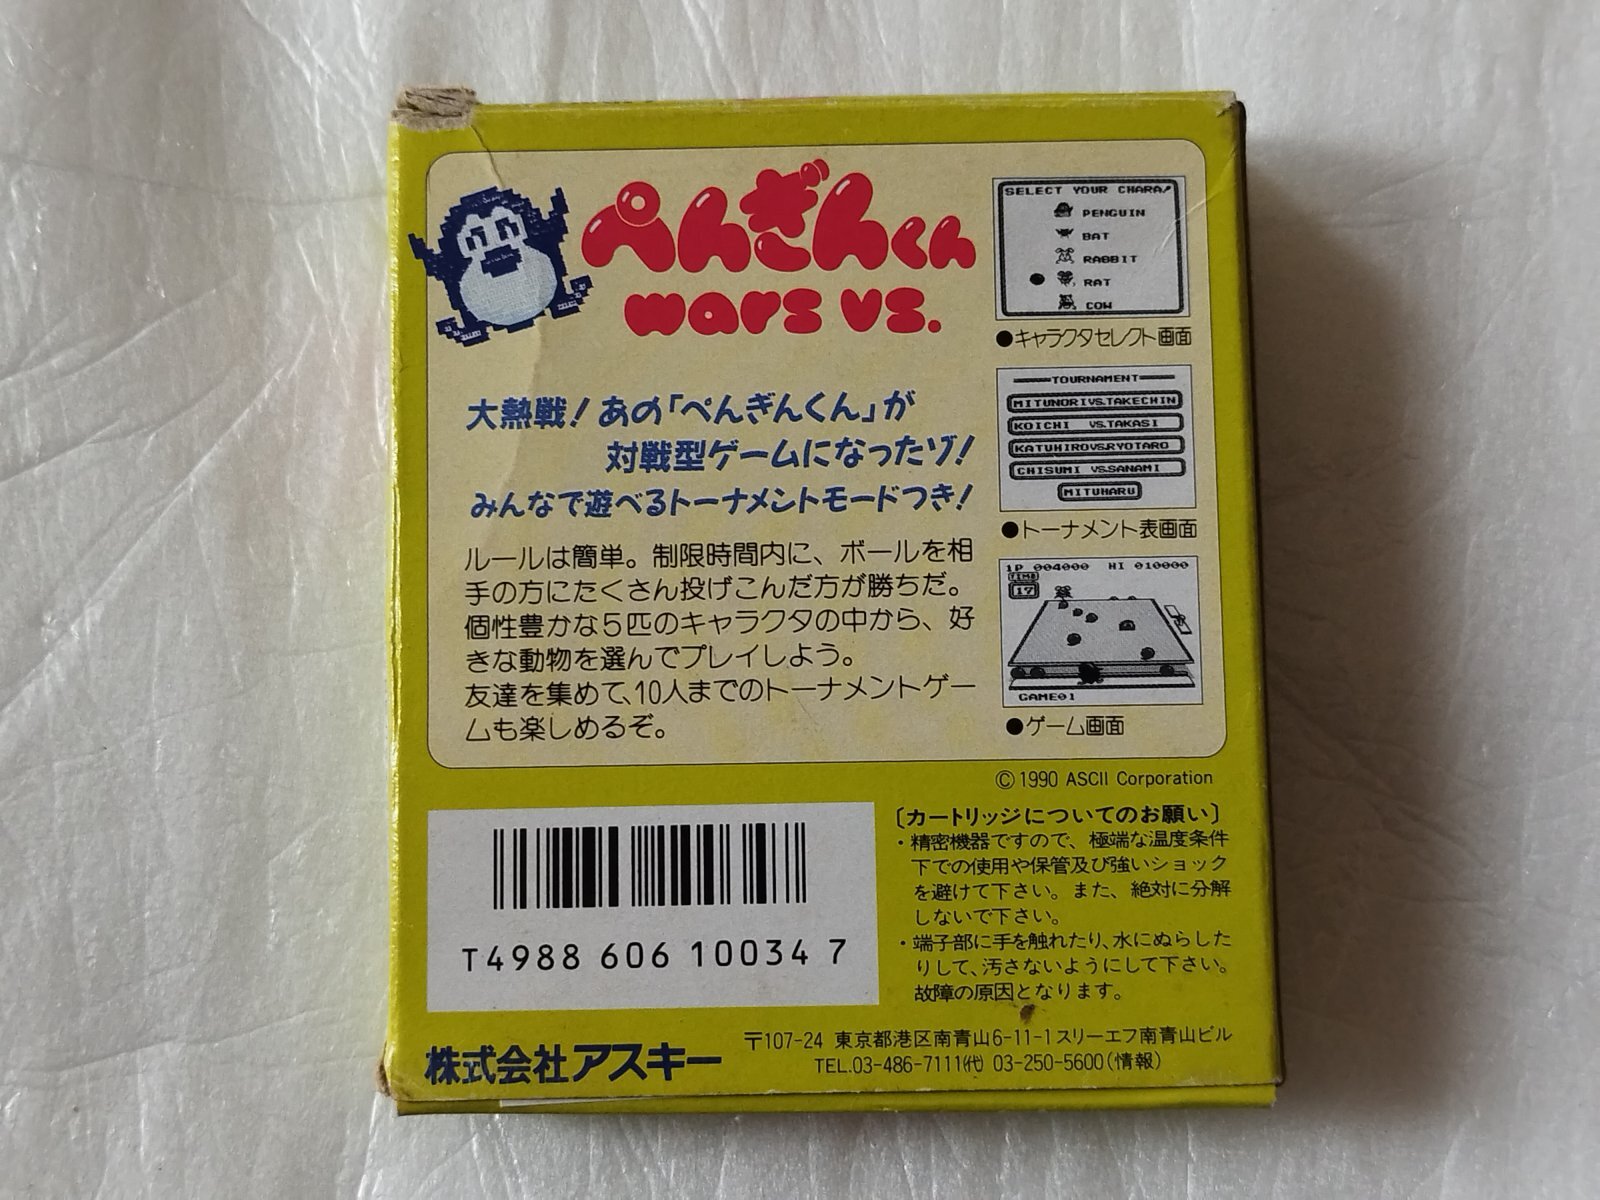 ぺんぎんくん
wars vs.
大熱戦!あの「ぺんぎんくん」が
対戦型ゲームになったゾ!
みんなで遊べるトーナメントモードつき!
ルールは簡単。制限時間内に、ボールを相
手の方にたくさん投げこんだ方が勝ちだ。
個性豊かな5匹のキャラクタの中から、好
きな動物を選んでプレイしよう。
友達を集めて、10人までのトーナメントゲー
ムも楽しめるぞ。
SELECT YOUR CHARA!
PENGUIN
BAT
RABBIT
RAT
COW
●キャラクタセレクト画面
TOURNAMENT
MITUNORI VS.TAKECHIN
KOICHI VS.TAKASI
KATUHIRO VS.RYOTARO
CHISUMI VS.SANAMI
MITUHARU
●トーナメント表画面
1P 004000 HI 010000
TIME
17
GAME01
●ゲーム画面
© 1990 ASCII Corporation
T4988 606 10034 7
〔カートリッジについてのお願い〕
・精密機器ですので、極端な温度条件
下での使用や保管及び強いショック
を避けて下さい。また、絶対に分解
しないで下さい。
・端子部に手を触れたり、水にぬらした
りして、汚さないようにして下さい。
故障の原因となります。
株式会社アスキー
〒107-24 東京都港区南青山6-11-1スリーエフ南青山ビル
TEL.03-486-7111(代) 03-250-5600(情報)